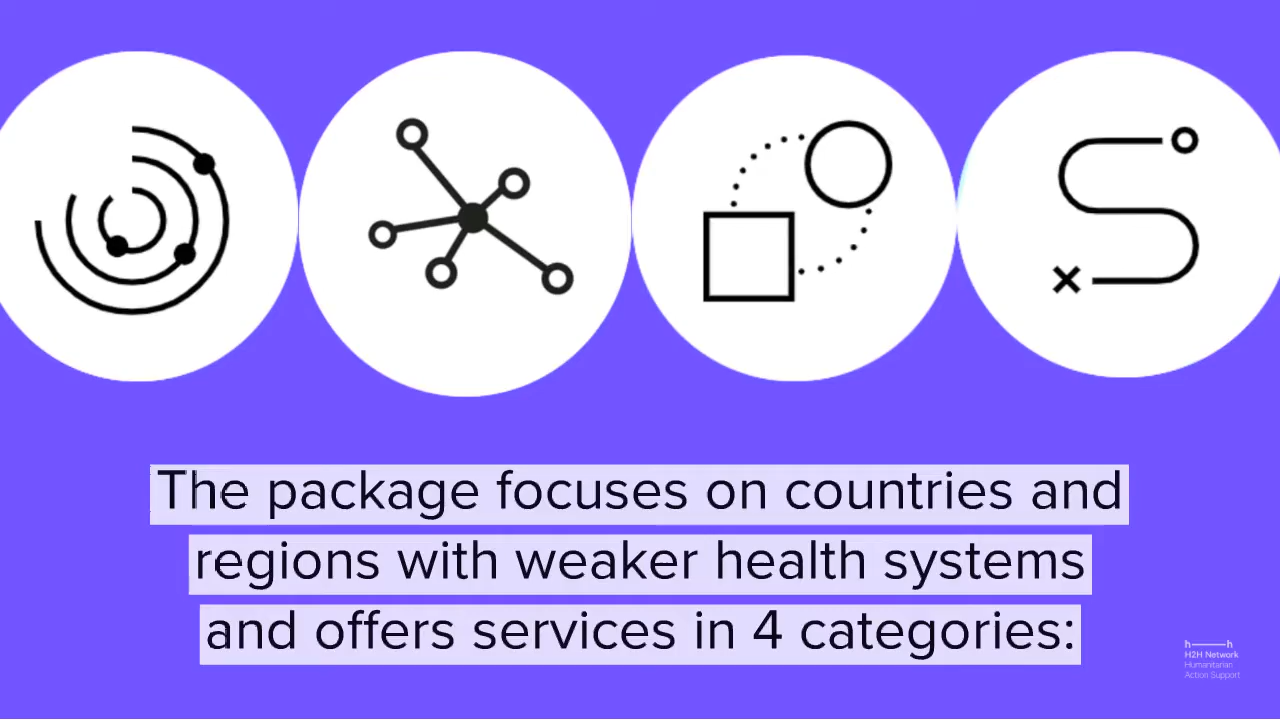 The package focuses on countries and
regions with weaker health systems
and offers services in 4 categories:
h h
H2H Network
Humanitarian
Action Support